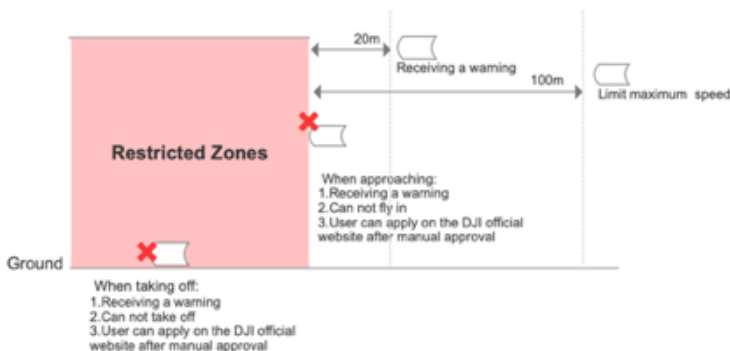 20m
Receiving a warning
100m
Limit maximum speed
Restricted Zones
When approaching:
1.Receiving a warning
2.Can not fly in
3.User can apply on the DJI official
website after manual approval
Ground
When taking off:
1.Receiving a warning
2.Can not take off
3.User can apply on the DJI official
website after manual approval